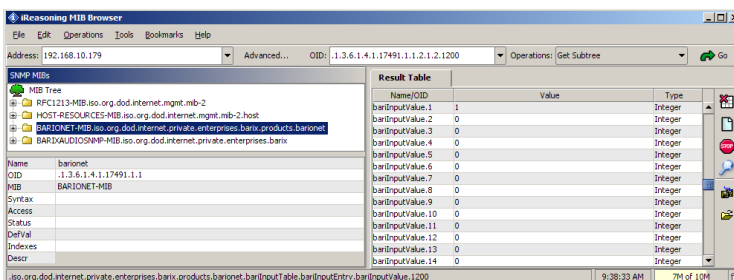 iReasoning MIB Browser
File Edit Operations Tools Bookmarks Help
Address: 192.168.10.179 Advanced... OID: .1.3.6.1.4.1.17491.1.1.2.1.2.1200 Operations: Get Subtree Go
SNMP MIBs
MIB Tree
RFC1213-MIB.iso.org.dod.internet.mgmt.mib-2
HOST-RESOURCES-MIB.iso.org.dod.internet.mgmt.mib-2.host
BARIONET-MIB.iso.org.dod.internet.private.enterprises.barix.products.barionet
BARIXAUDIOSNMP-MIB.iso.org.dod.internet.private.enterprises.barix
Name barionet
OID .1.3.6.1.4.1.17491.1.1
MIB BARIONET-MIB
Syntax
Access
Status
DefVal
Indexes
Descr
Result Table
Name/OID Value Type
bariInputValue.1 1 Integer
bariInputValue.2 0 Integer
bariInputValue.3 0 Integer
bariInputValue.4 0 Integer
bariInputValue.5 0 Integer
bariInputValue.6 0 Integer
bariInputValue.7 0 Integer
bariInputValue.8 0 Integer
bariInputValue.9 0 Integer
bariInputValue.10 0 Integer
bariInputValue.11 0 Integer
bariInputValue.12 0 Integer
bariInputValue.13 0 Integer
bariInputValue.14 0 Integer
STOP
.iso.org.dod.internet.private.enterprises.barix.products.barionet.bariInputTable.bariInputEntry.bariInputValue.1200 9:38:33 AM 7M of 10M